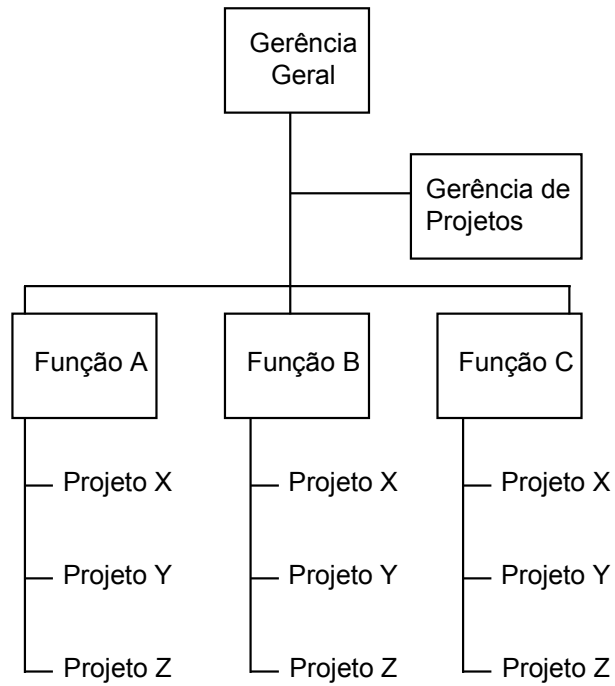 Gerência
Geral
Gerência de
Projetos
Função A
Função B
Função C
Projeto X
Projeto X
Projeto X
Projeto Y
Projeto Y
Projeto Y
Projeto Z
Projeto Z
Projeto Z